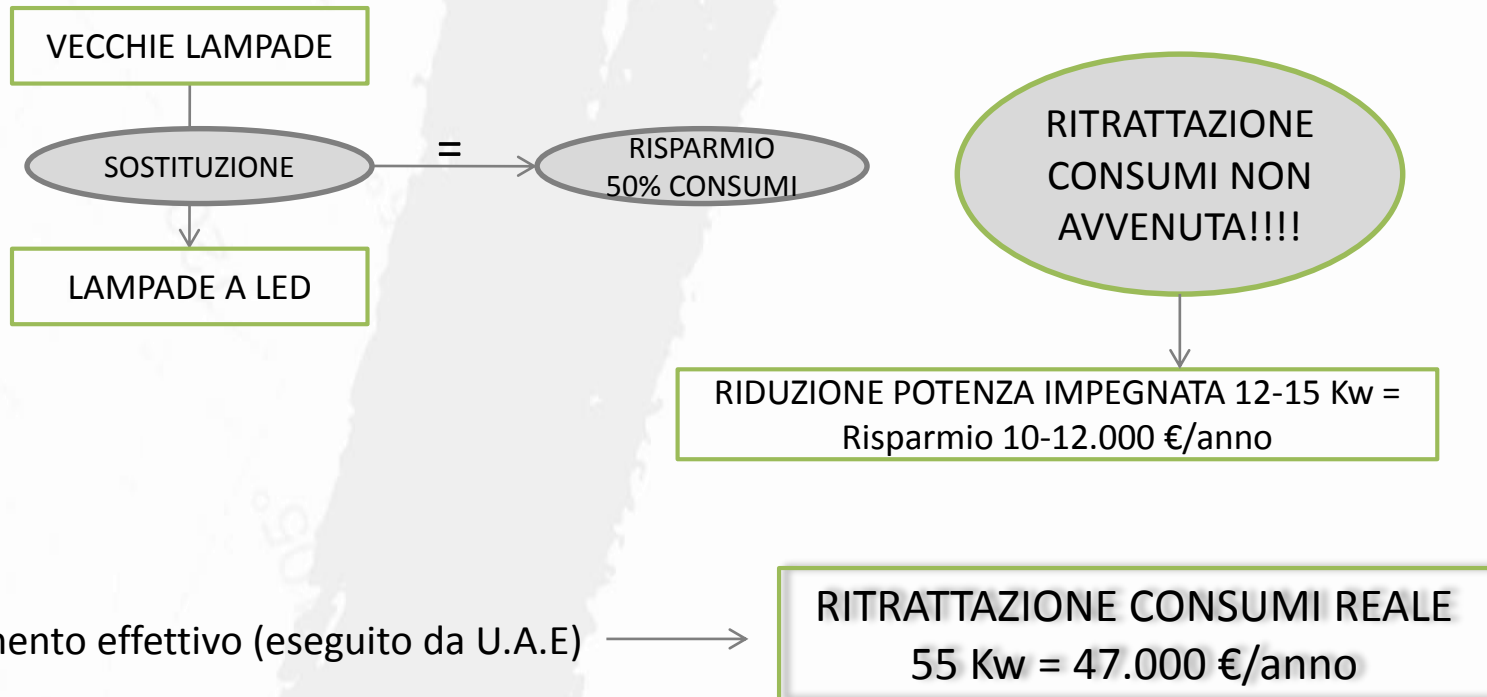 VECCHIE LAMPADE
SOSTITUZIONE
=
RISPARMIO
50% CONSUMI
LAMPADE A LED
RITRATTAZIONE
CONSUMI NON
AVVENUTA!!!!
RIDUZIONE POTENZA IMPEGNATA 12-15 Kw =
Risparmio 10-12.000 €/anno
effettivo (eseguito da U.A.E)
RITRATTAZIONE CONSUMI REALE
55 Kw = 47.000 €/anno